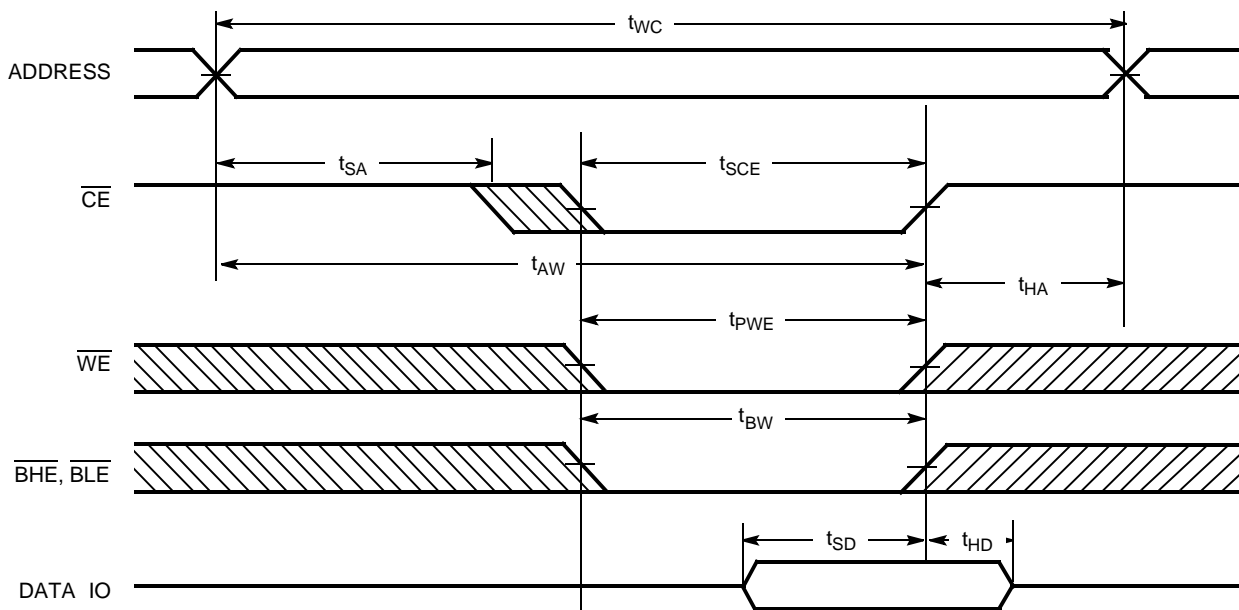 tWC
ADDRESS
tSA
tSCE
CE
tAW
tHA
tPWE
WE
tBW
BHE, BLE
tSD
tHD
DATA IO